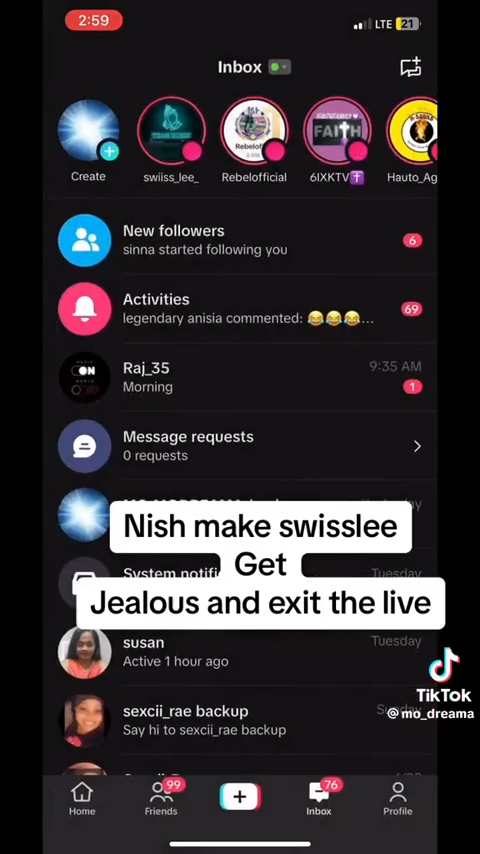 2:59
LTE 21
Inbox
Create
swiiss_lee_
Rebelofficial
6IXKTV
Hauto_Ag
FAITH
New followers
sinna started following you
6
Activities
legendary anisia commented: 😂😂😂...
69
Raj_35
9:35 AM
Morning
1
Message requests
0 requests
Nish make swisslee
Get
Jealous and exit the live
System notifi
Tuesday
susan
Tuesday
Active 1 hour ago
TikTok
@mo_dreama
sexcii_rae backup
Say hi to sexcii_rae backup
99
76
Home
Friends
Inbox
Profile